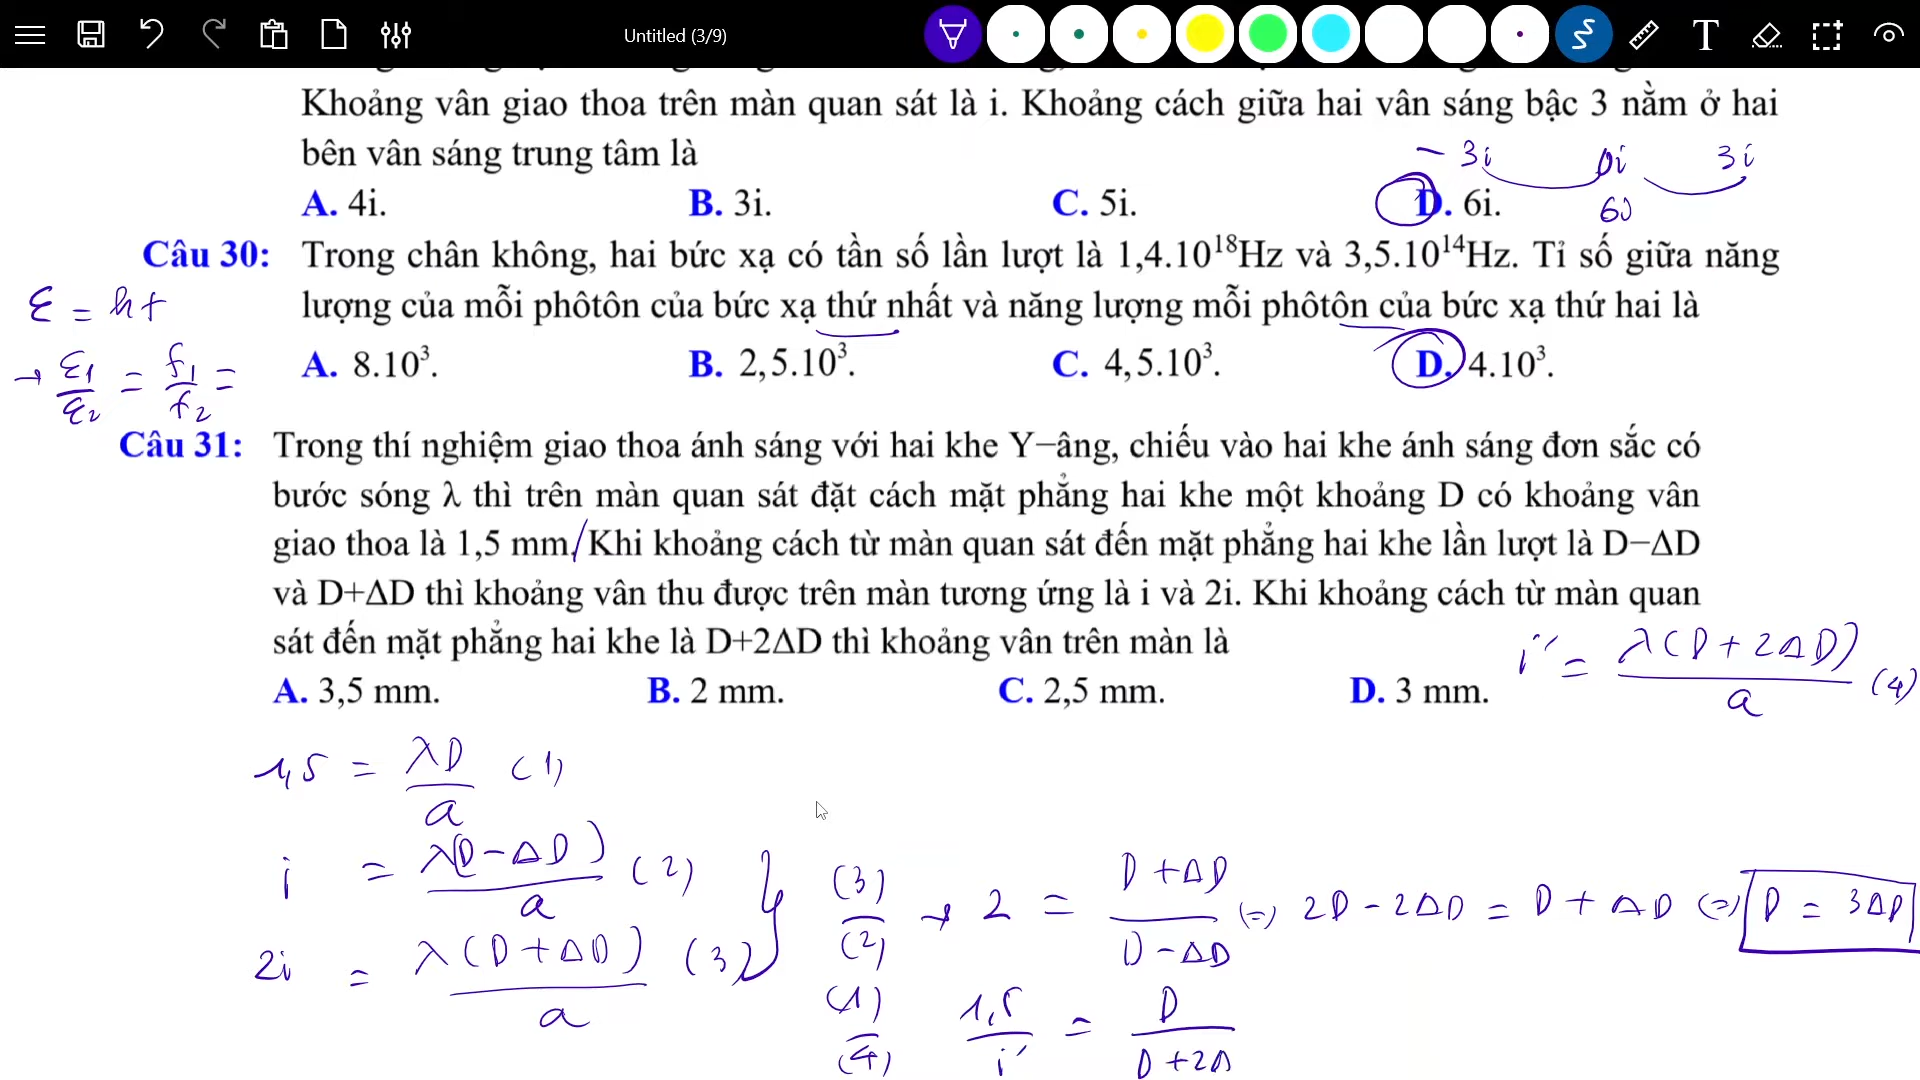 Untitled (3/9)
Khoảng vân giao thoa trên màn quan sát là i. Khoảng cách giữa hai vân sáng bậc 3 nằm ở hai
bên vân sáng trung tâm là
-3i 0i 3i
A. 4i. B. 3i. C. 5i. D. 6i.
6i
Câu 30: Trong chân không, hai bức xạ có tần số lần lượt là 1,4.10¹⁸Hz và 3,5.10¹⁴Hz. Tỉ số giữa năng
lượng của mỗi phôtôn của bức xạ thứ nhất và năng lượng mỗi phôtôn của bức xạ thứ hai là
ε = hf
→ ε₁/ε₂ = f₁/f₂ =
A. 8.10³. B. 2,5.10³. C. 4,5.10³. D. 4.10³.
Câu 31: Trong thí nghiệm giao thoa ánh sáng với hai khe Y−âng, chiếu vào hai khe ánh sáng đơn sắc có
bước sóng λ thì trên màn quan sát đặt cách mặt phẳng hai khe một khoảng D có khoảng vân
giao thoa là 1,5 mm. Khi khoảng cách từ màn quan sát đến mặt phẳng hai khe lần lượt là D−ΔD
và D+ΔD thì khoảng vân thu được trên màn tương ứng là i và 2i. Khi khoảng cách từ màn quan
sát đến mặt phẳng hai khe là D+2ΔD thì khoảng vân trên màn là
i' = λ(D + 2ΔD)/a (4)
A. 3,5 mm. B. 2 mm. C. 2,5 mm. D. 3 mm.
1,5 = λD/a (1)
i = λ(D - ΔD)/a (2)
2i = λ(D + ΔD)/a (3)
(3)/(2) → 2 = (D + ΔD)/(D - ΔD) (=) 2D - 2ΔD = D + ΔD (=) D = 3ΔD
(1)/(4) 1,5/i' = D/(D + 2Δ